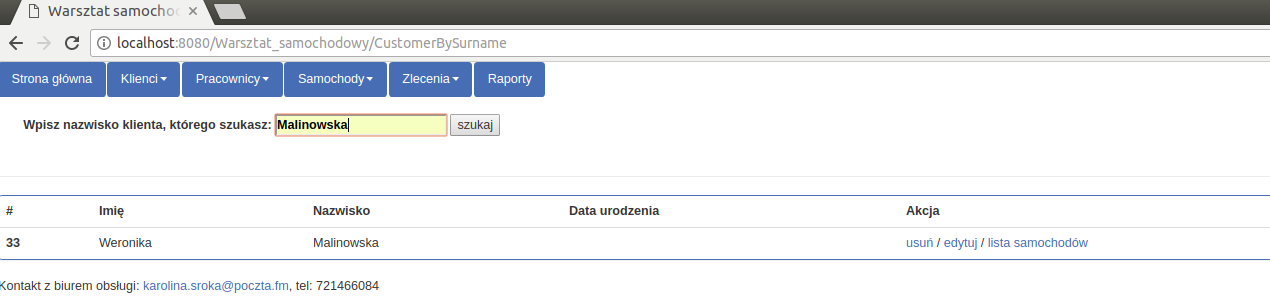 Warsztat samochod
localhost:8080/Warsztat_samochodowy/CustomerBySurname
Strona główna Klienci Pracownicy Samochody Zlecenia Raporty
Wpisz nazwisko klienta, którego szukasz: Malinowska szukaj
# Imię Nazwisko Data urodzenia Akcja
33 Weronika Malinowska usuń / edytuj / lista samochodów
Kontakt z biurem obsługi: karolina.sroka@poczta.fm, tel: 721466084